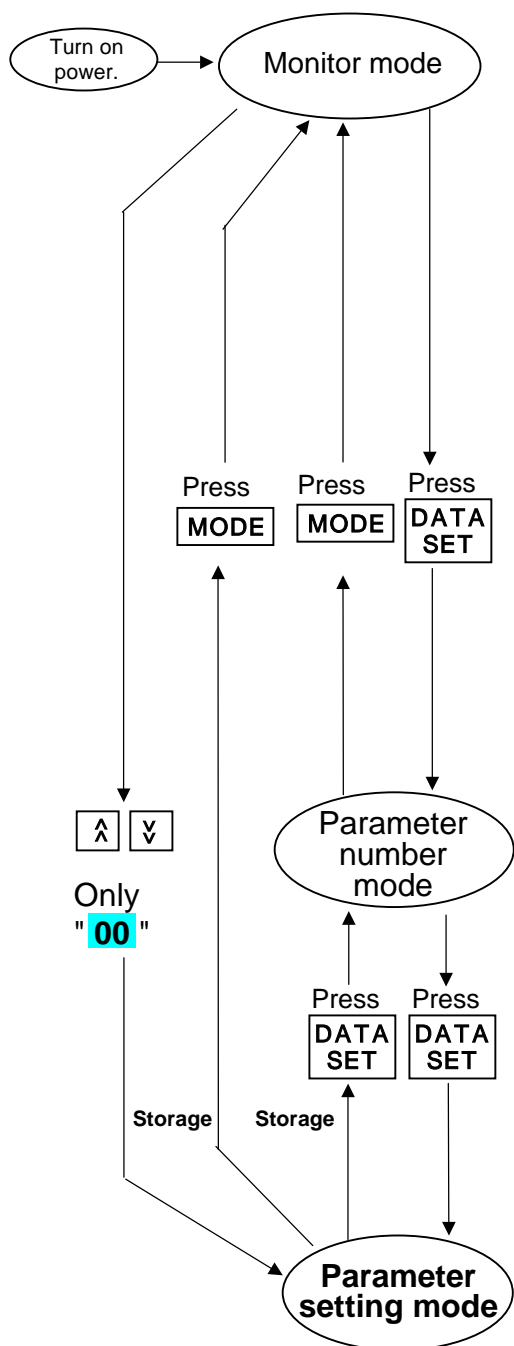 Turn on
power.
Monitor mode
Press
MODE
Press
MODE
Press
DATA
SET
Only
" 00 "
Parameter
number
mode
Press
DATA
SET
Press
DATA
SET
Storage
Storage
Parameter
setting mode